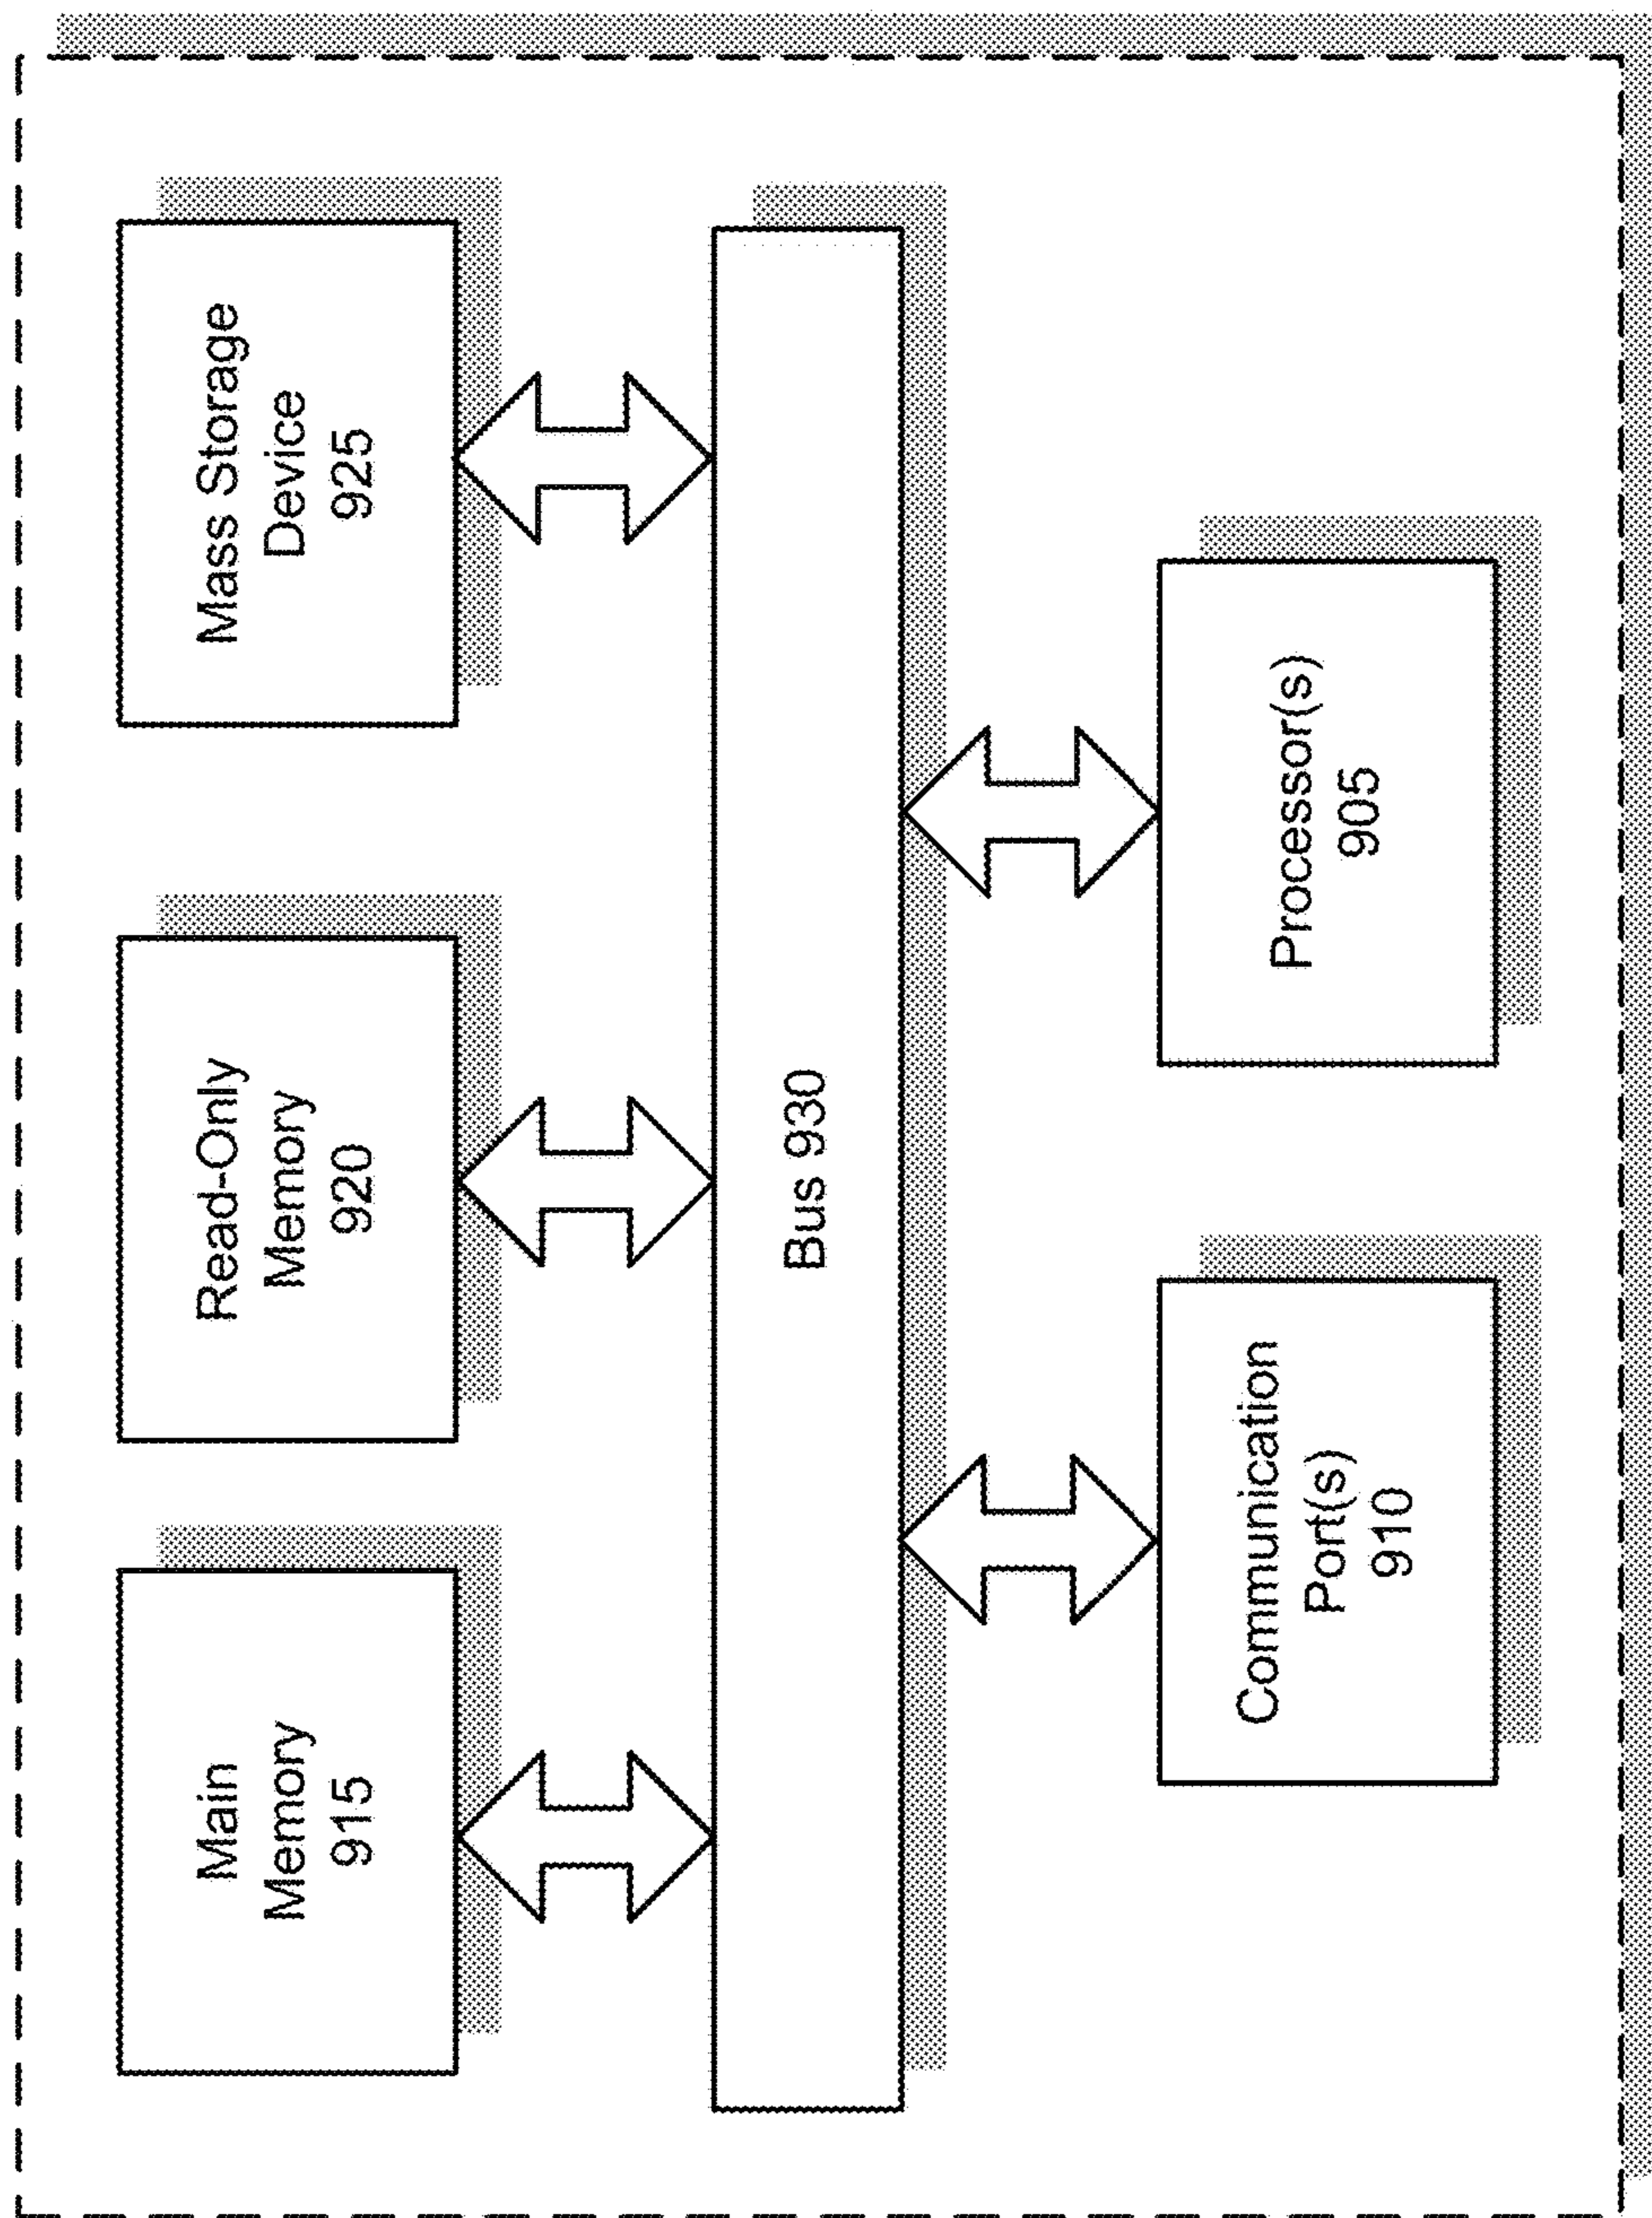 Main
Memory
915
Read-Only
Memory
920
Mass Storage
Device
925
Bus 930
Communication
Port(s)
910
Processor(s)
905